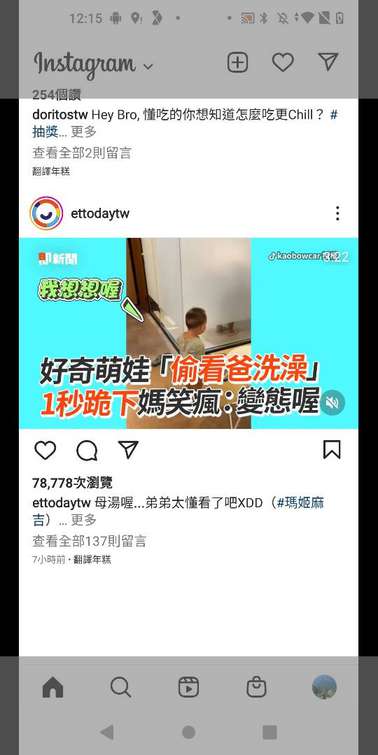 12:15
Instagram
254個讚
doritostw Hey Bro, 懂吃的你想知道怎麼吃更Chill？ #
抽獎... 更多
查看全部2則留言
翻譯年糕
ettodaytw
即新聞
kaobowcar
我想想喔
好奇萌娃「偷看爸洗澡」
1秒跪下媽笑瘋：變態喔
78,778次瀏覽
ettodaytw 母湯喔...弟弟太懂看了吧XDD（#瑪姬麻
吉）... 更多
查看全部137則留言
7小時前 • 翻譯年糕